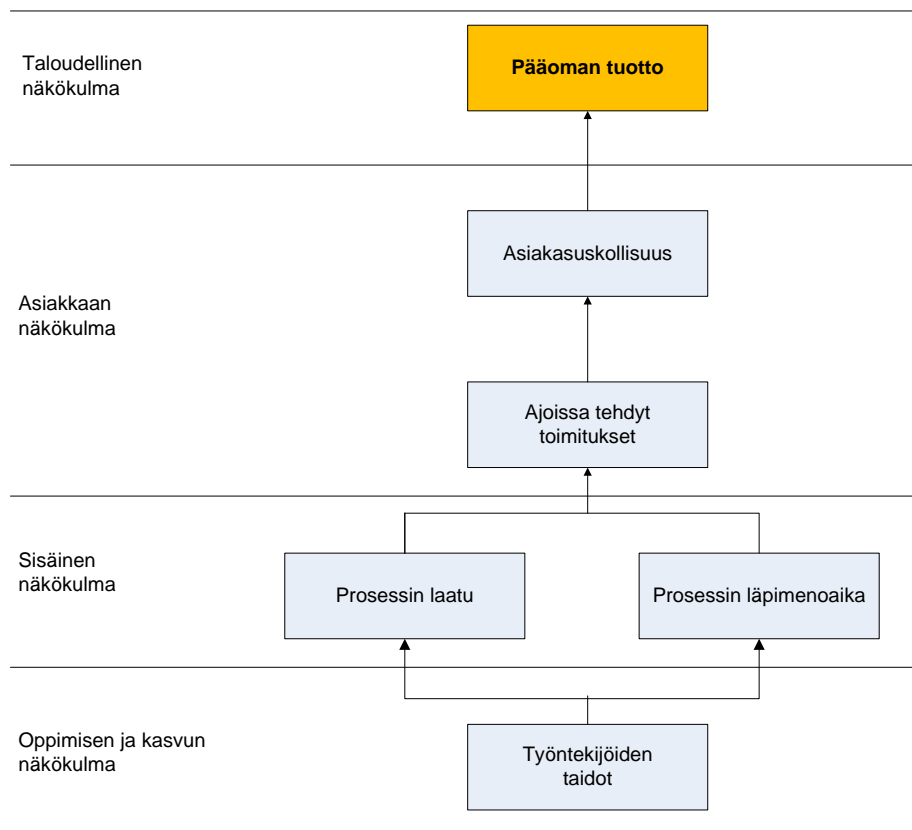 Taloudellinen
näkökulma
Pääoman tuotto
Asiakkaan
näkökulma
Asiakasuskollisuus
Ajoissa tehdyt
toimitukset
Sisäinen
näkökulma
Prosessin laatu
Prosessin läpimenoaika
Oppimisen ja kasvun
näkökulma
Työntekijöiden
taidot